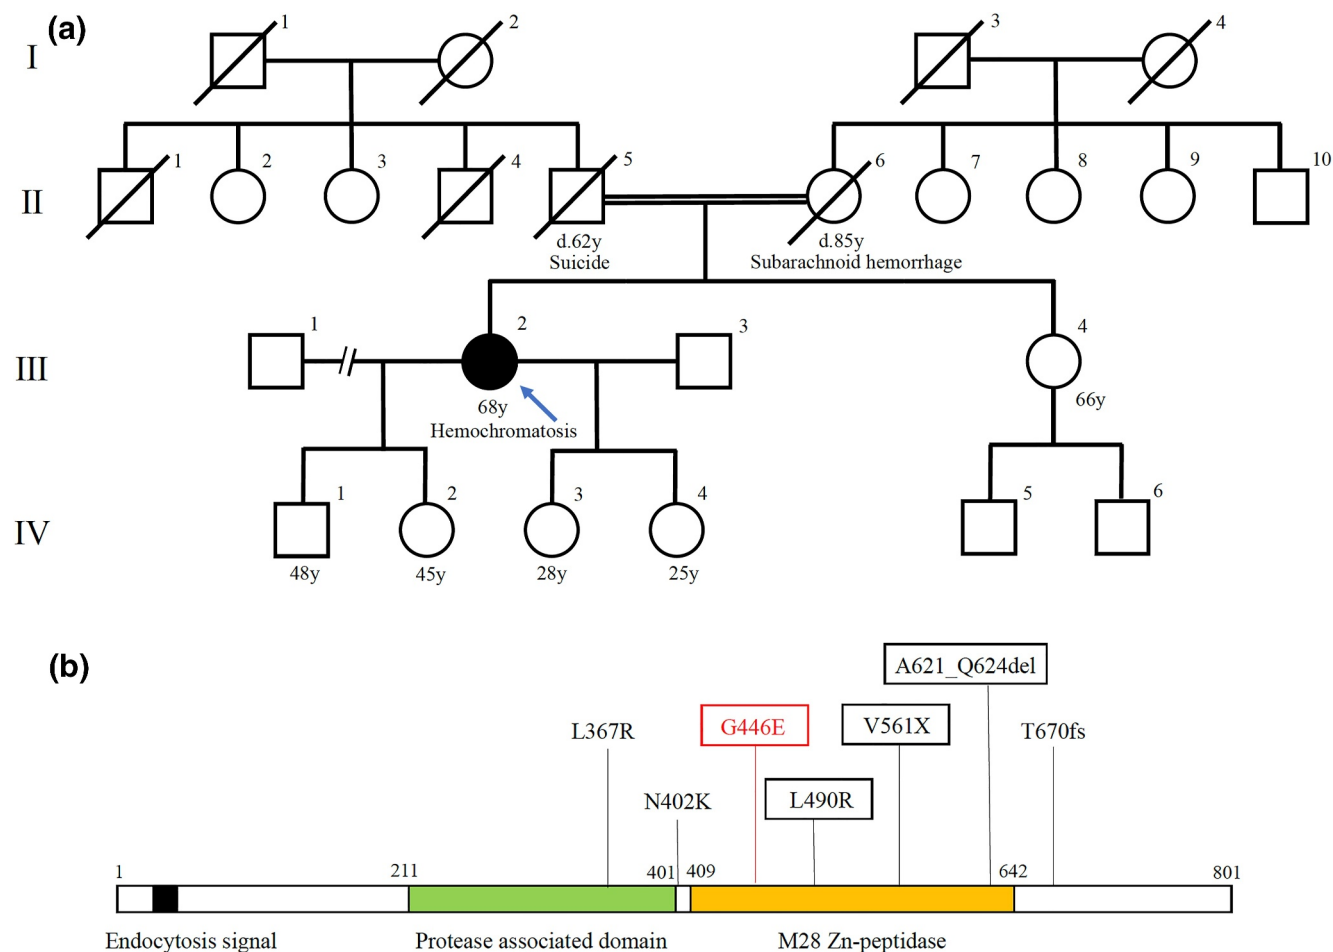 (a)
I
1 2 3 4
II
1 2 3 4 5 6 7 8 9 10
d.62y d.85y
Suicide Subarachnoid hemorrhage
III
1 2 3 4
68y 66y
Hemochromatosis
IV
1 2 3 4 5 6
48y 45y 28y 25y
(b)
A621_Q624del
L367R G446E V561X T670fs
N402K L490R
1 211 401 409 642 801
Endocytosis signal Protease associated domain M28 Zn-peptidase